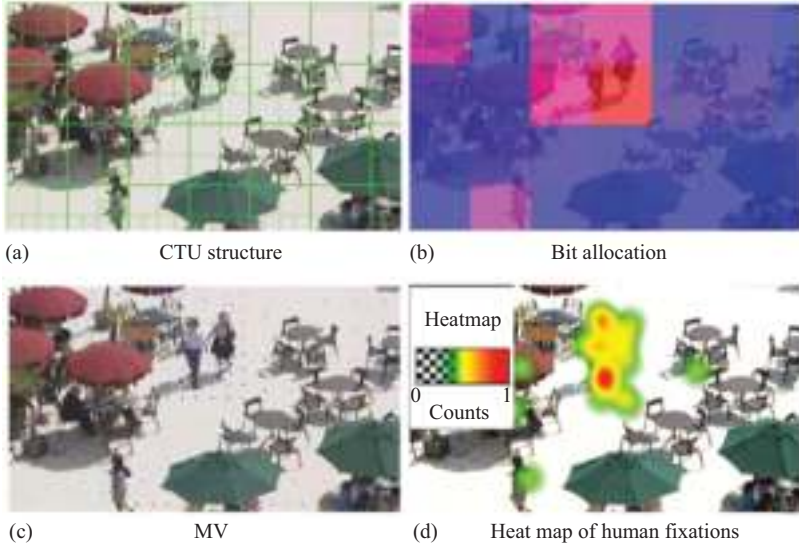 (a) CTU structure
(b) Bit allocation
Heatmap
0 1
Counts
(c) MV
(d) Heat map of human fixations